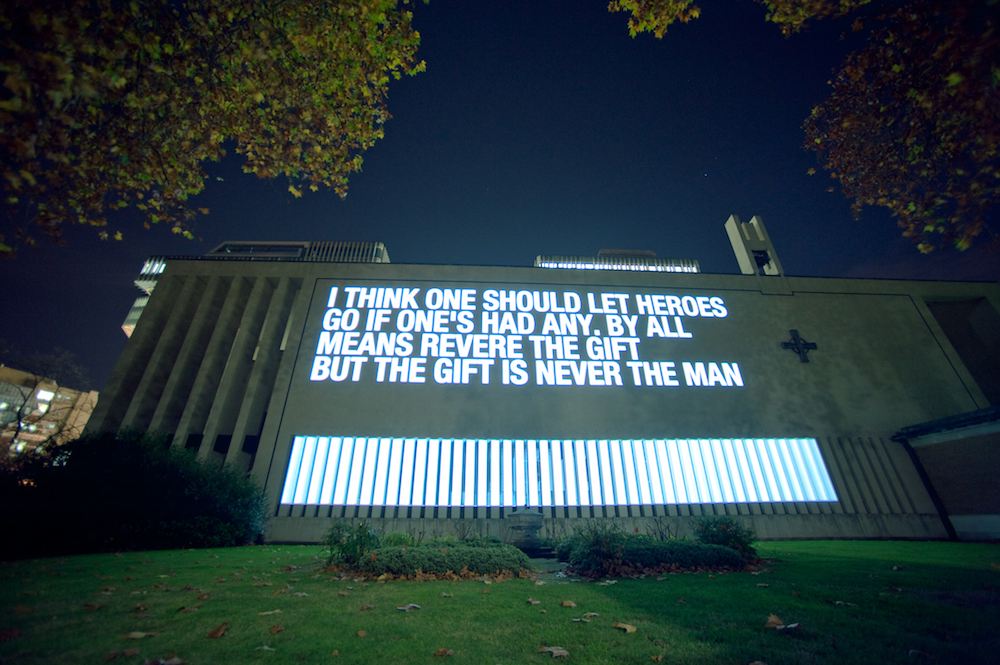 I THINK ONE SHOULD LET HEROES
GO IF ONE'S HAD ANY. BY ALL
MEANS REVERE THE GIFT
BUT THE GIFT IS NEVER THE MAN